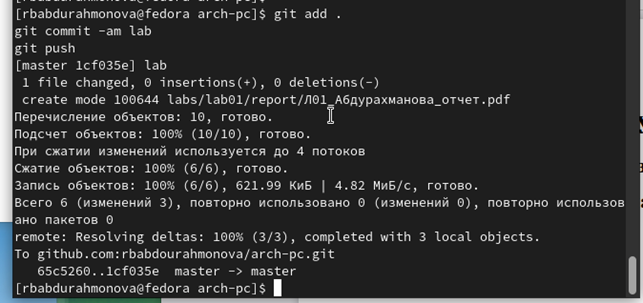 [rbabdurahmonova@fedora arch-pc]$ git add .
git commit -am lab
git push
[master 1cf035e] lab
1 file changed, 0 insertions(+), 0 deletions(-)
create mode 100644 labs/lab01/report/Л01_Абдурахманова_отчет.pdf
Перечисление объектов: 10, готово.
Подсчет объектов: 100% (10/10), готово.
При сжатии изменений используется до 4 потоков
Сжатие объектов: 100% (6/6), готово.
Запись объектов: 100% (6/6), 621.99 КиБ | 4.82 МиБ/с, готово.
Всего 6 (изменений 3), повторно использовано 0 (изменений 0), повторно использов
ано пакетов 0
remote: Resolving deltas: 100% (3/3), completed with 3 local objects.
To github.com:rbabdourahmonova/arch-pc.git
65c5260..1cf035e  master -> master
[rbabdurahmonova@fedora arch-pc]$